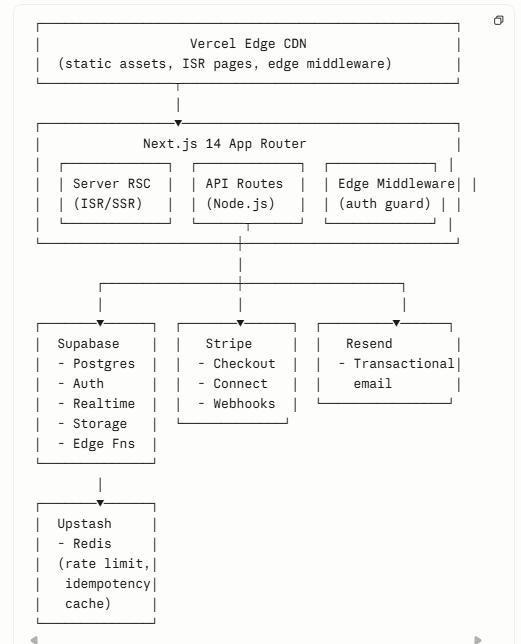 Vercel Edge CDN
(static assets, ISR pages, edge middleware)
Next.js 14 App Router
Server RSC API Routes Edge Middleware
(ISR/SSR) (Node.js) (auth guard)
Supabase Stripe Resend
- Postgres - Checkout - Transactional
- Auth - Connect email
- Realtime - Webhooks
- Storage
- Edge Fns
Upstash
- Redis
(rate limit,
idempotency
cache)